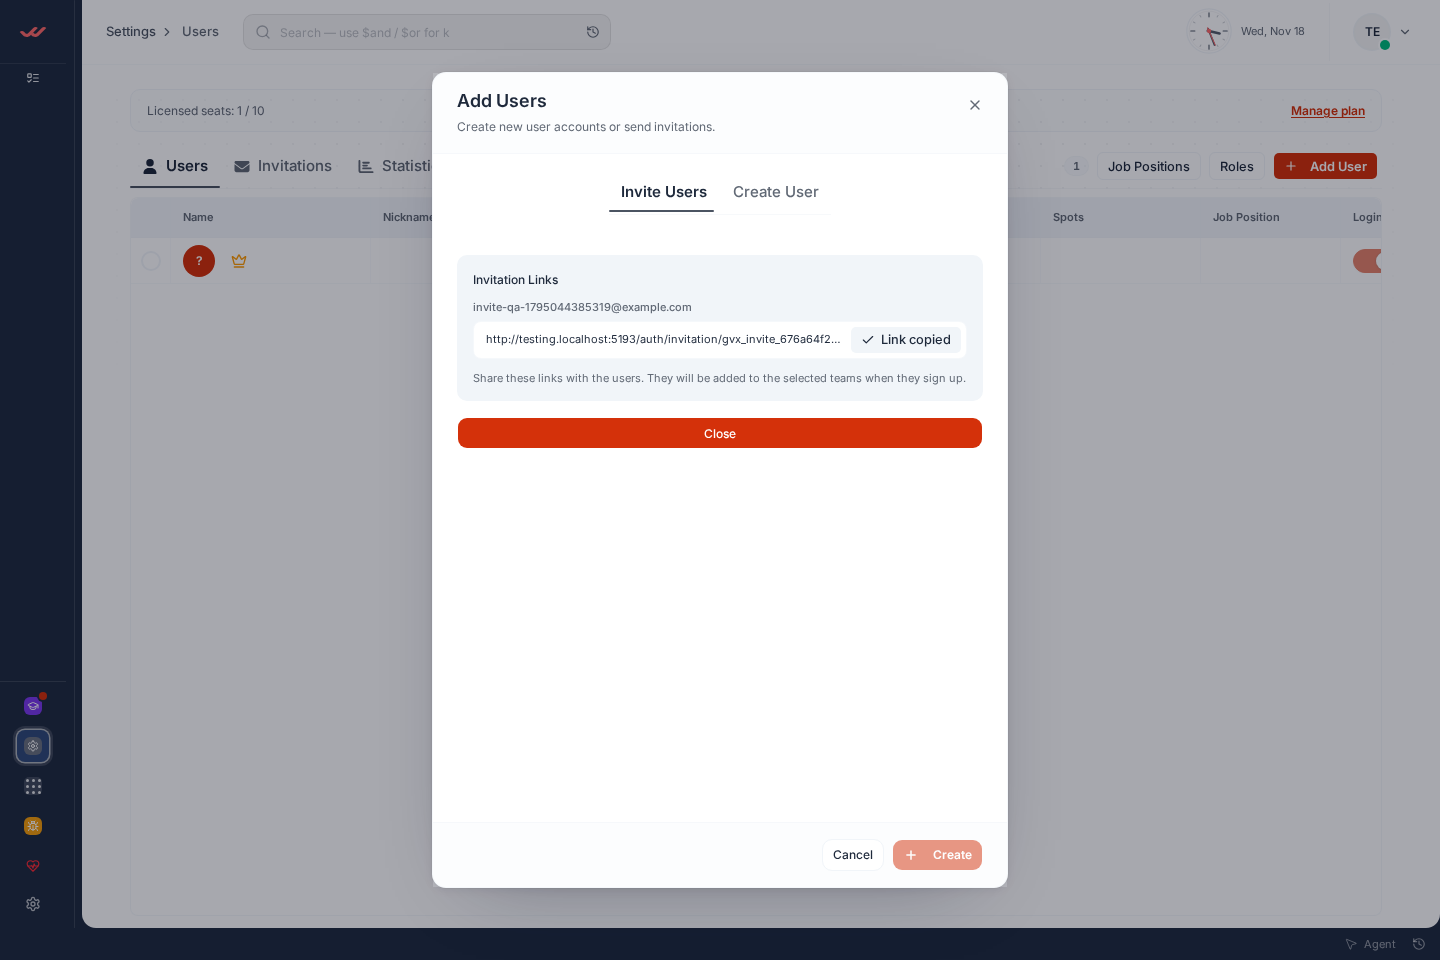 Settings
Users
Search — use $and / $or for k
Wed, Nov 18
TE
Licensed seats: 1 / 10
Manage plan
Users
Invitations
Statisti
1
Job Positions
Roles
Add User
Name
Nickname
Spots
Job Position
Login
?
Add Users
Create new user accounts or send invitations.
Invite Users
Create User
Invitation Links
invite-qa-1795044385319@example.com
http://testing.localhost:5193/auth/invitation/gvx_invite_676a64f2...
Link copied
Share these links with the users. They will be added to the selected teams when they sign up.
Close
Cancel
Create
Agent